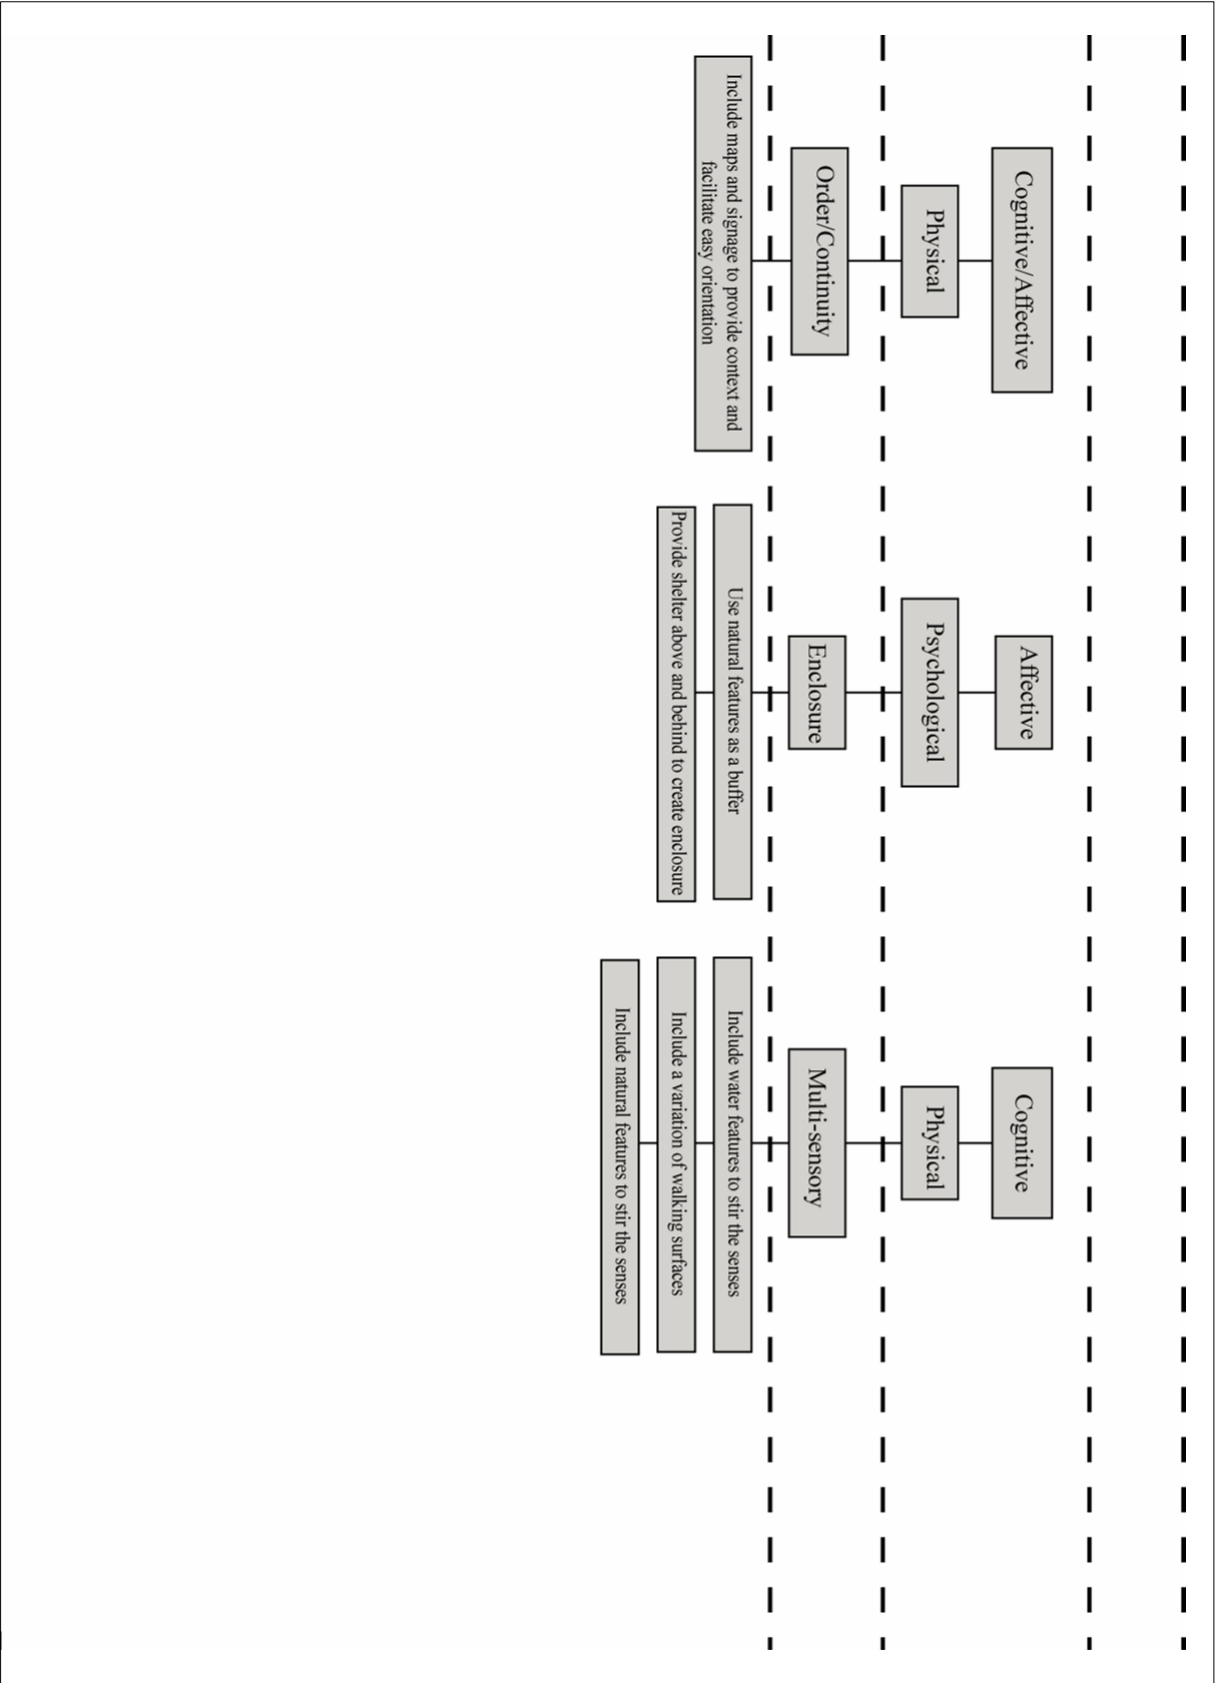 Cognitive/Affective
Physical
Order/Continuity
Include maps and signage to provide context and
facilitate easy orientation
Affective
Psychological
Enclosure
Use natural features as a buffer
Provide shelter above and behind to create enclosure
Cognitive
Physical
Multi-sensory
Include water features to stir the senses
Include a variation of walking surfaces
Include natural features to stir the senses